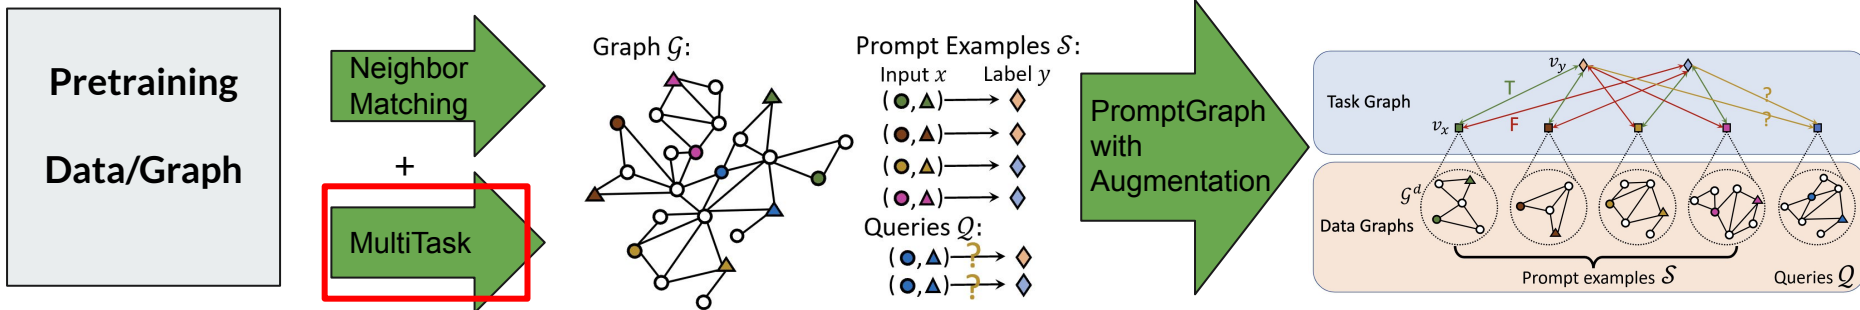 Pretraining
Data/Graph
Neighbor
Matching
+
MultiTask
Graph 𝒢:
Prompt Examples 𝒮:
Input x Label y
( , )
( , )
( , )
( , )
Queries 𝒬:
( , ) ?
( , ) ?
PromptGraph
with
Augmentation
Task Graph
v_y
T
F
?
?
v_x
𝒢^d
Data Graphs
Prompt examples 𝒮
Queries 𝒬